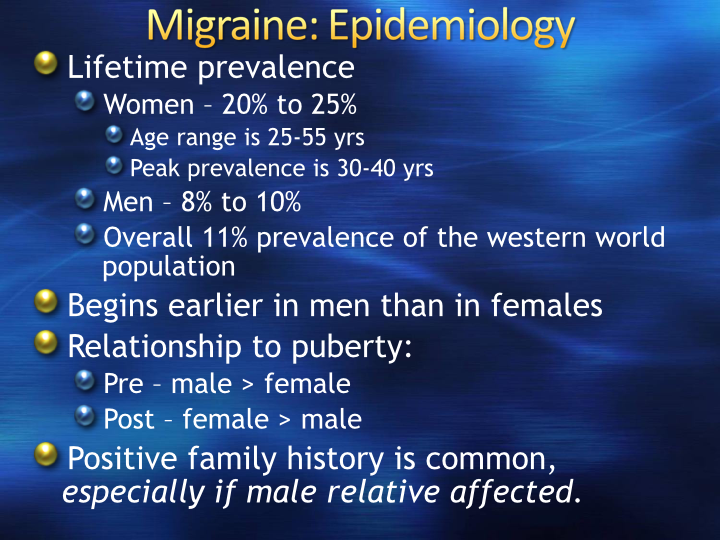 Migraine: Epidemiology
Lifetime prevalence
Women – 20% to 25%
Age range is 25-55 yrs
Peak prevalence is 30-40 yrs
Men – 8% to 10%
Overall 11% prevalence of the western world
population
Begins earlier in men than in females
Relationship to puberty:
Pre – male > female
Post – female > male
Positive family history is common,
especially if male relative affected.